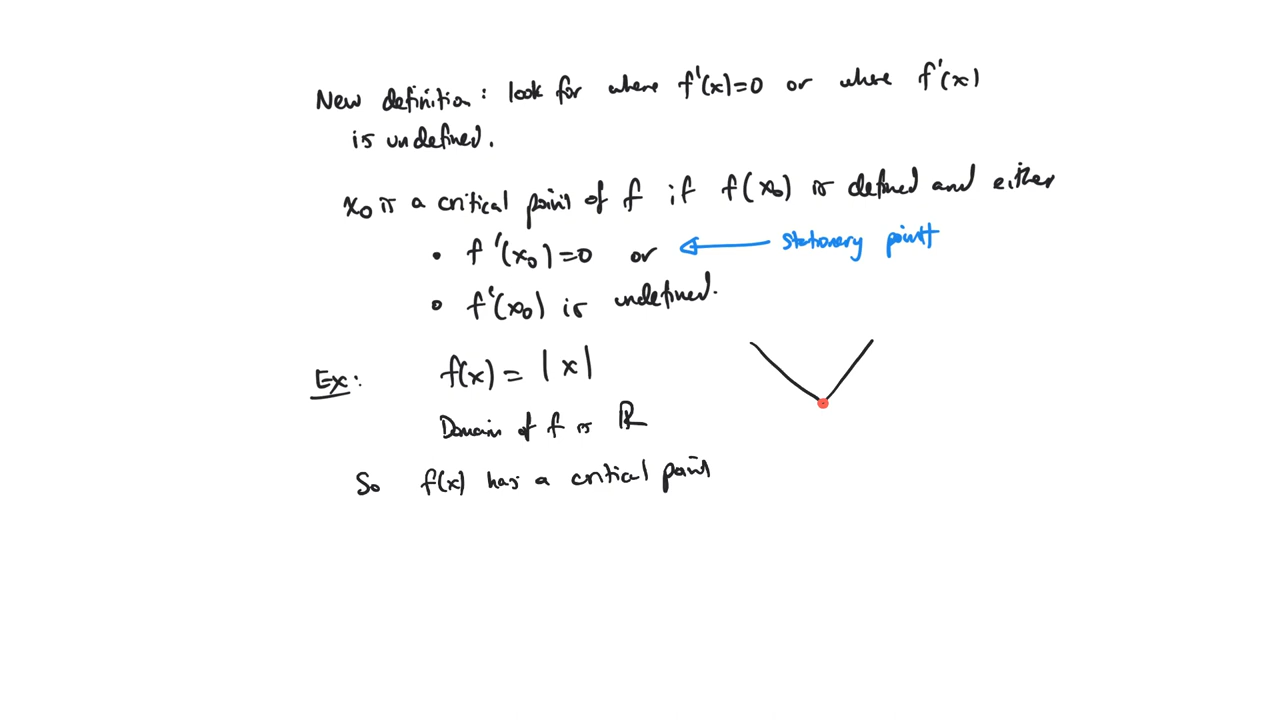 New definition: look for where f'(x)=0 or where f'(x)
is undefined.
x₀ is a critical point of f if f(x₀) is defined and either
• f'(x₀)=0 or ← stationary point
• f'(x₀) is undefined.
Ex: f(x) = |x|
Domain of f is ℝ
So f(x) has a critical point